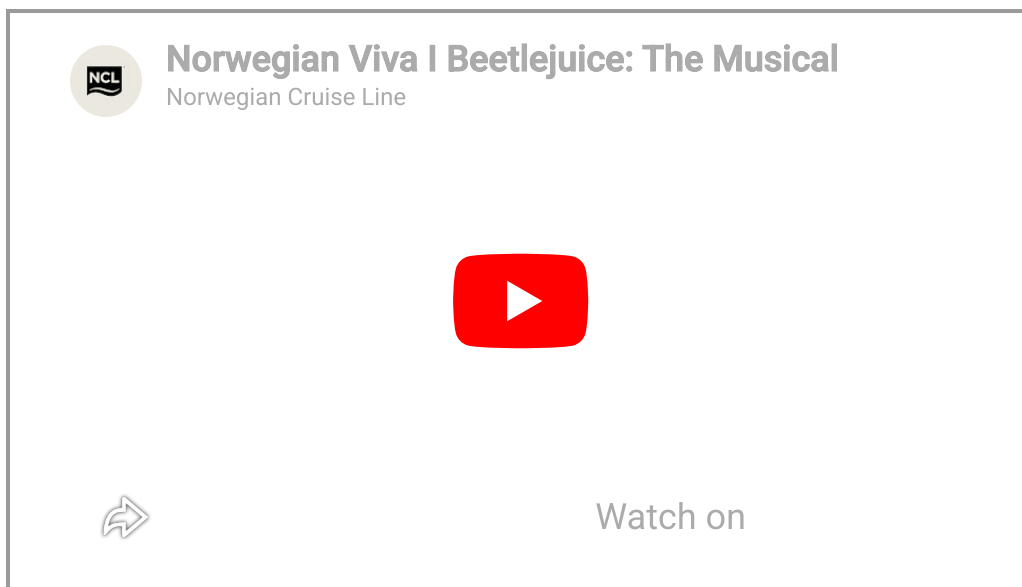 NCL
Norwegian Viva I Beetlejuice: The Musical
Norwegian Cruise Line
Watch on